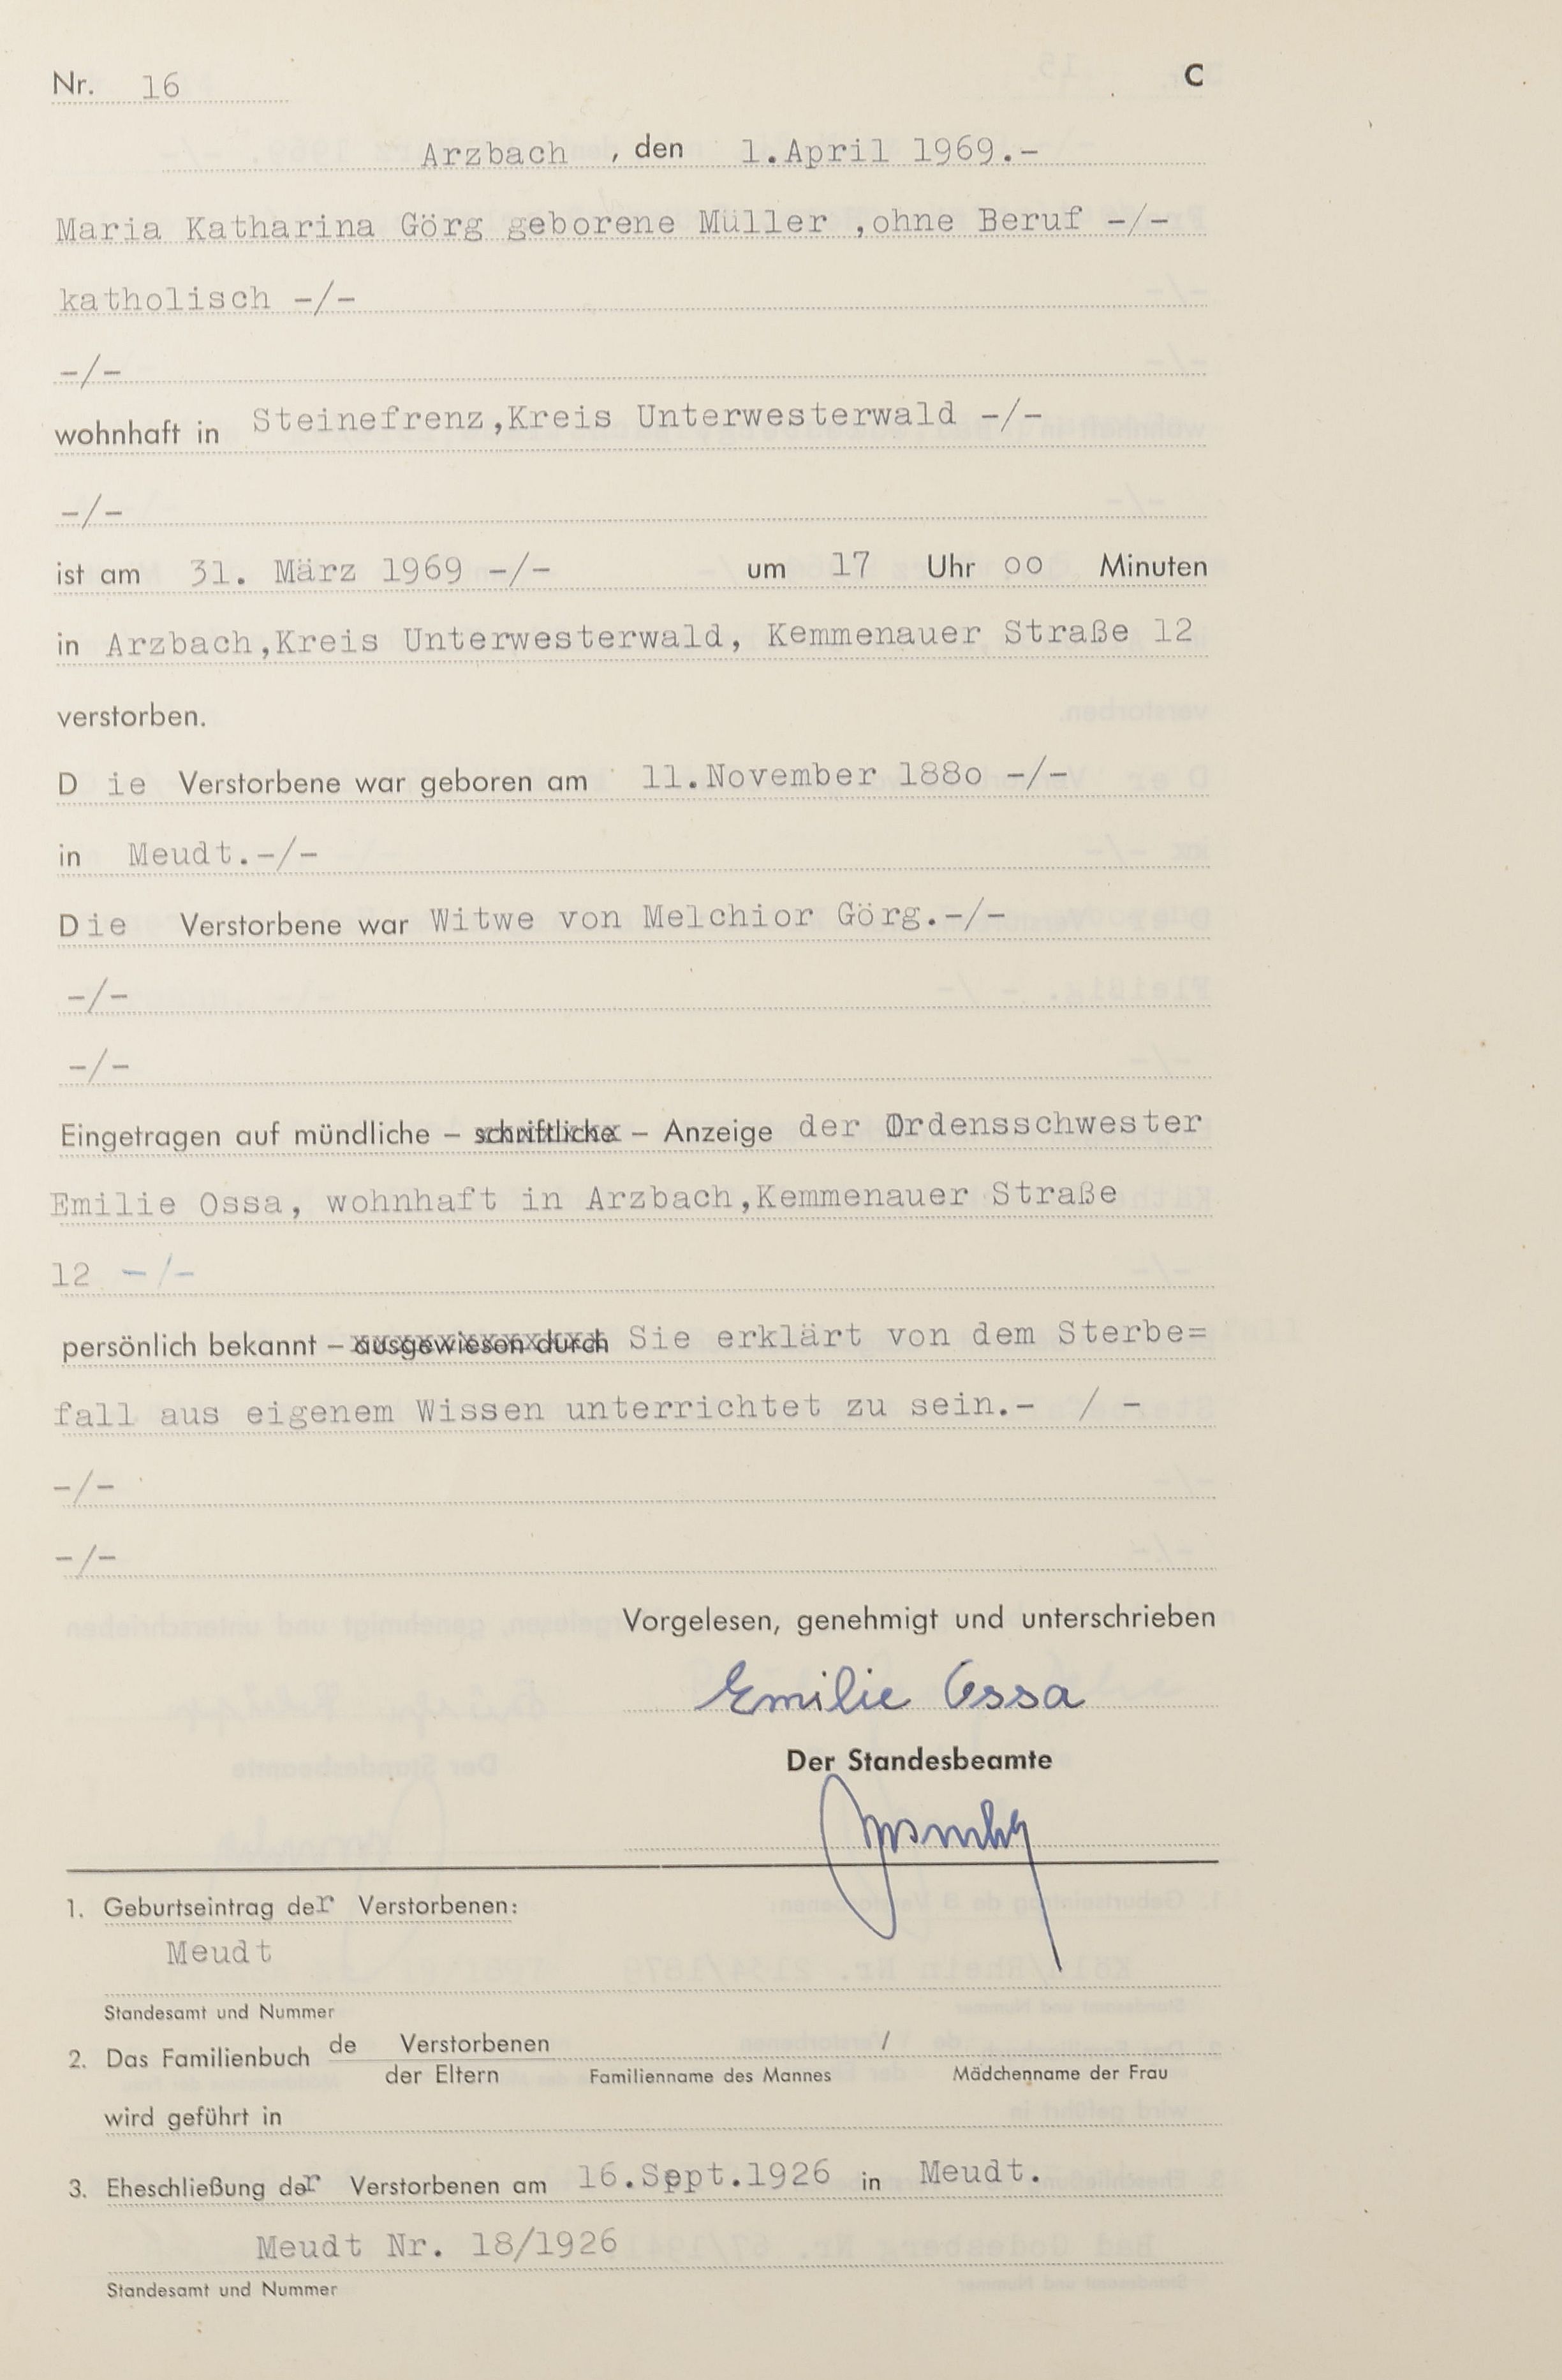 Nr. 16 C
Arzbach , den 1.April 1969.-
Maria Katharina Görg geborene Müller ,ohne Beruf -/-
katholisch -/-
-/-
wohnhaft in Steinefrenz,Kreis Unterwesterwald -/-
-/-
ist am 31. März 1969 -/- um 17 Uhr oo Minuten
in Arzbach,Kreis Unterwesterwald, Kemmenauer Straße 12
verstorben.
D ie Verstorbene war geboren am 11.November 188o -/-
in Meudt.-/-
Die Verstorbene war Witwe von Melchior Görg.-/-
-/-
-/-
Eingetragen auf mündliche – schriftliche – Anzeige der Ordensschwester
Emilie Ossa, wohnhaft in Arzbach,Kemmenauer Straße
12 -/-
persönlich bekannt – ausgewiesen durch Sie erklärt von dem Sterbe=
fall aus eigenem Wissen unterrichtet zu sein.- / -
-/-
-/-
Vorgelesen, genehmigt und unterschrieben
Emilie Ossa
Der Standesbeamte
1. Geburtseintrag der Verstorbenen:
Meudt
Standesamt und Nummer
2. Das Familienbuch de Verstorbenen /
der Eltern Familienname des Mannes Mädchenname der Frau
wird geführt in
3. Eheschließung der Verstorbenen am 16.Sept.1926 in Meudt.
Meudt Nr. 18/1926
Standesamt und Nummer